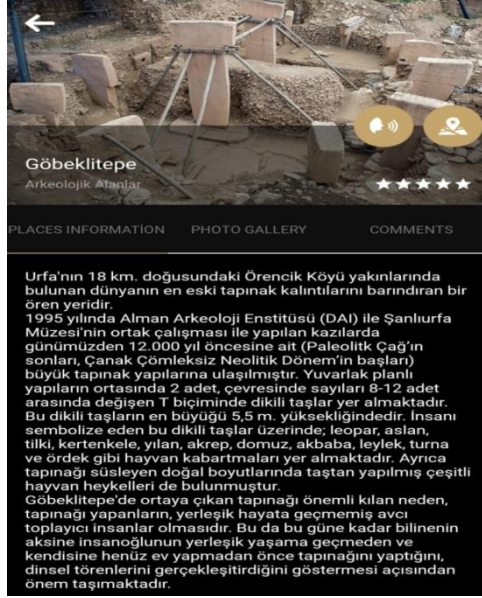 Göbeklitepe
Arkeolojik Alanlar
PLACES INFORMATİON PHOTO GALLERY COMMENTS
Urfa'nın 18 km. doğusundaki Örencik Köyü yakınlarında
bulunan dünyanın en eski tapınak kalıntılarını barındıran bir
ören yeridir.
1995 yılında Alman Arkeoloji Enstitüsü (DAI) ile Şanlıurfa
Müzesi'nin ortak çalışması ile yapılan kazılarda
günümüzden 12.000 yıl öncesine ait (Paleolitk Çağ'ın
sonları, Çanak Çömleksiz Neolitik Dönem'in başları)
büyük tapınak yapılarına ulaşılmıştır. Yuvarlak planlı
yapıların ortasında 2 adet, çevresinde sayıları 8-12 adet
arasında değişen T biçiminde dikili taşlar yer almaktadır.
Bu dikili taşların en büyüğü 5,5 m. yüksekliğindedir. İnsanı
sembolize eden bu dikili taşlar üzerinde; leopar, aslan,
tilki, kertenkele, yılan, akrep, domuz, akbaba, leylek, turna
ve ördek gibi hayvan kabartmaları yer almaktadır. Ayrıca
tapınağı süsleyen doğal boyutlarında taştan yapılmış çeşitli
hayvan heykelleri de bulunmuştur.
Göbeklitepe'de ortaya çıkan tapınağı önemli kılan neden,
tapınağı yapanların, yerleşik hayata geçmemiş avcı
toplayıcı insanlar olmasıdır. Bu da bu güne kadar bilinenin
aksine insanoğlunun yerleşik yaşama geçmeden ve
kendisine henüz ev yapmadan önce tapınağını yaptığını,
dinsel törenlerini gerçekleşitirdiğini göstermesi açısından
önem taşımaktadır.